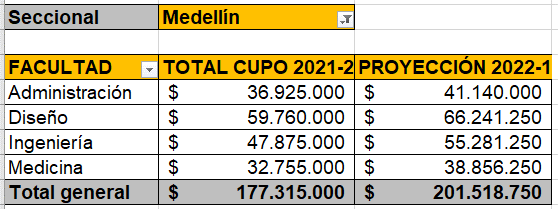 Seccional Medellín
FACULTAD TOTAL CUPO 2021-2 PROYECCIÓN 2022-1
Administración $ 36.925.000 $ 41.140.000
Diseño $ 59.760.000 $ 66.241.250
Ingeniería $ 47.875.000 $ 55.281.250
Medicina $ 32.755.000 $ 38.856.250
Total general $ 177.315.000 $ 201.518.750